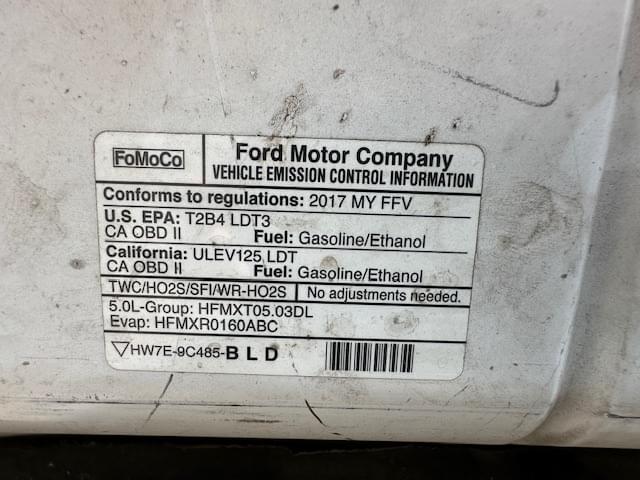 FoMoCo
Ford Motor Company
VEHICLE EMISSION CONTROL INFORMATION
Conforms to regulations: 2017 MY FFV
U.S. EPA: T2B4 LDT3
CA OBD II Fuel: Gasoline/Ethanol
California: ULEV125 LDT
CA OBD II Fuel: Gasoline/Ethanol
TWC/HO2S/SFI/WR-HO2S No adjustments needed.
5.0L-Group: HFMXT05.03DL
Evap: HFMXR0160ABC
▽HW7E-9C485-B L D